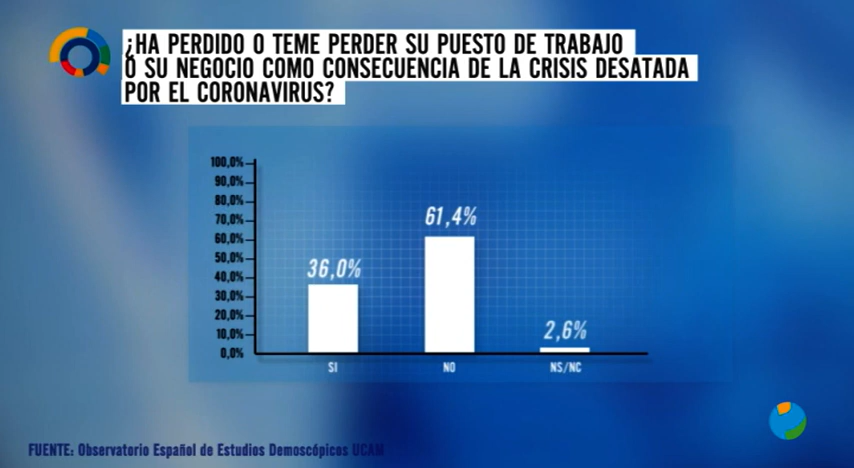 ¿HA PERDIDO O TEME PERDER SU PUESTO DE TRABAJO
O SU NEGOCIO COMO CONSECUENCIA DE LA CRISIS DESATADA
POR EL CORONAVIRUS?
100,0%
90,0%
80,0%
70,0%
60,0%
50,0%
40,0%
30,0%
20,0%
10,0%
0,0%
36,0%
61,4%
2,6%
SI
NO
NS/NC
FUENTE: Observatorio Español de Estudios Demoscópicos UCAM